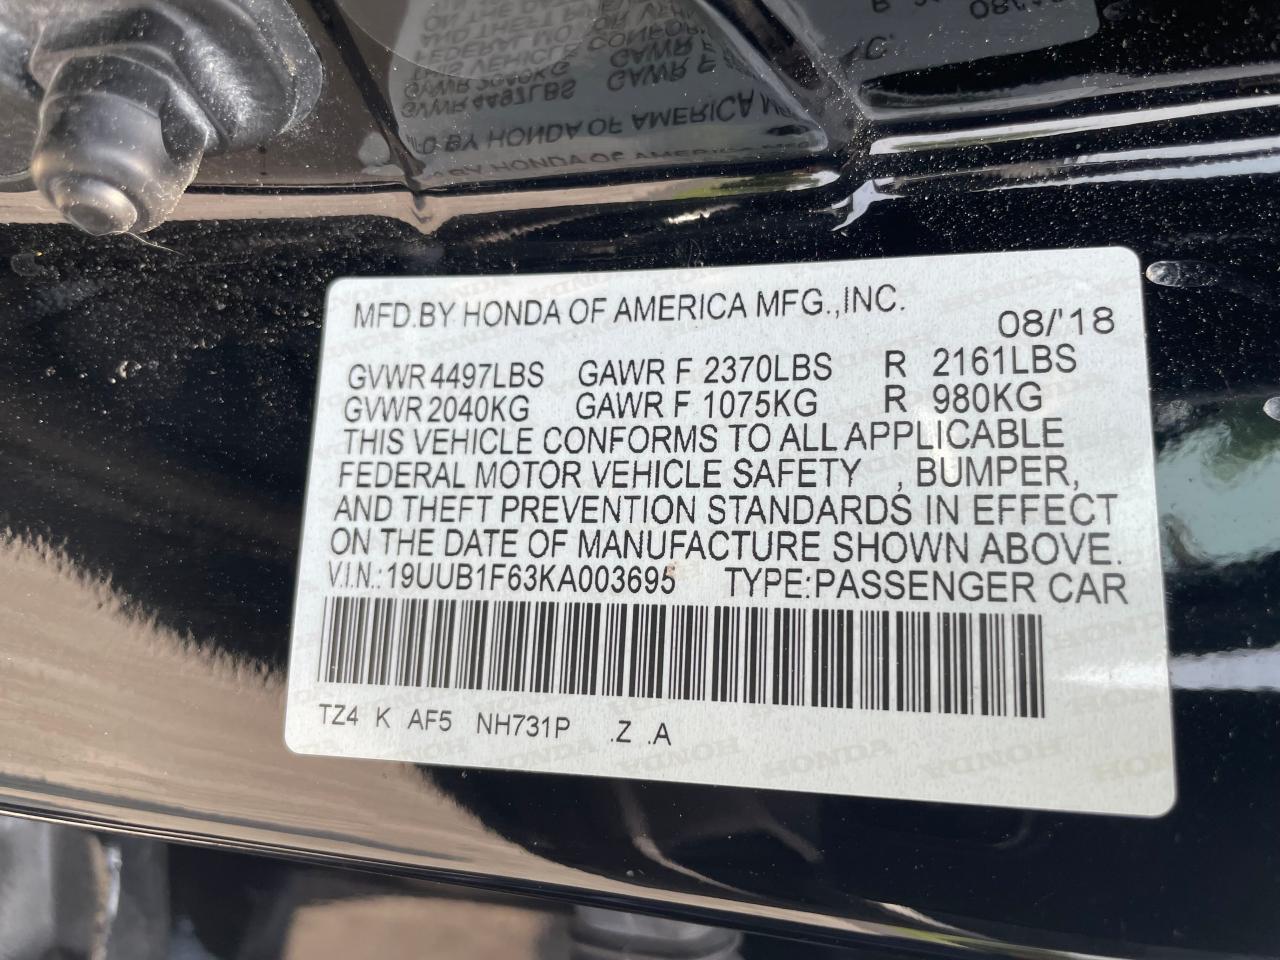 MFD.BY HONDA OF AMERICA MFG.,INC.
08/'18
GVWR 4497LBS GAWR F 2370LBS R 2161LBS
GVWR 2040KG GAWR F 1075KG R 980KG
THIS VEHICLE CONFORMS TO ALL APPLICABLE
FEDERAL MOTOR VEHICLE SAFETY , BUMPER,
AND THEFT PREVENTION STANDARDS IN EFFECT
ON THE DATE OF MANUFACTURE SHOWN ABOVE.
V.I.N.:19UUB1F63KA003695 TYPE:PASSENGER CAR
TZ4 K AF5 NH731P .Z .A